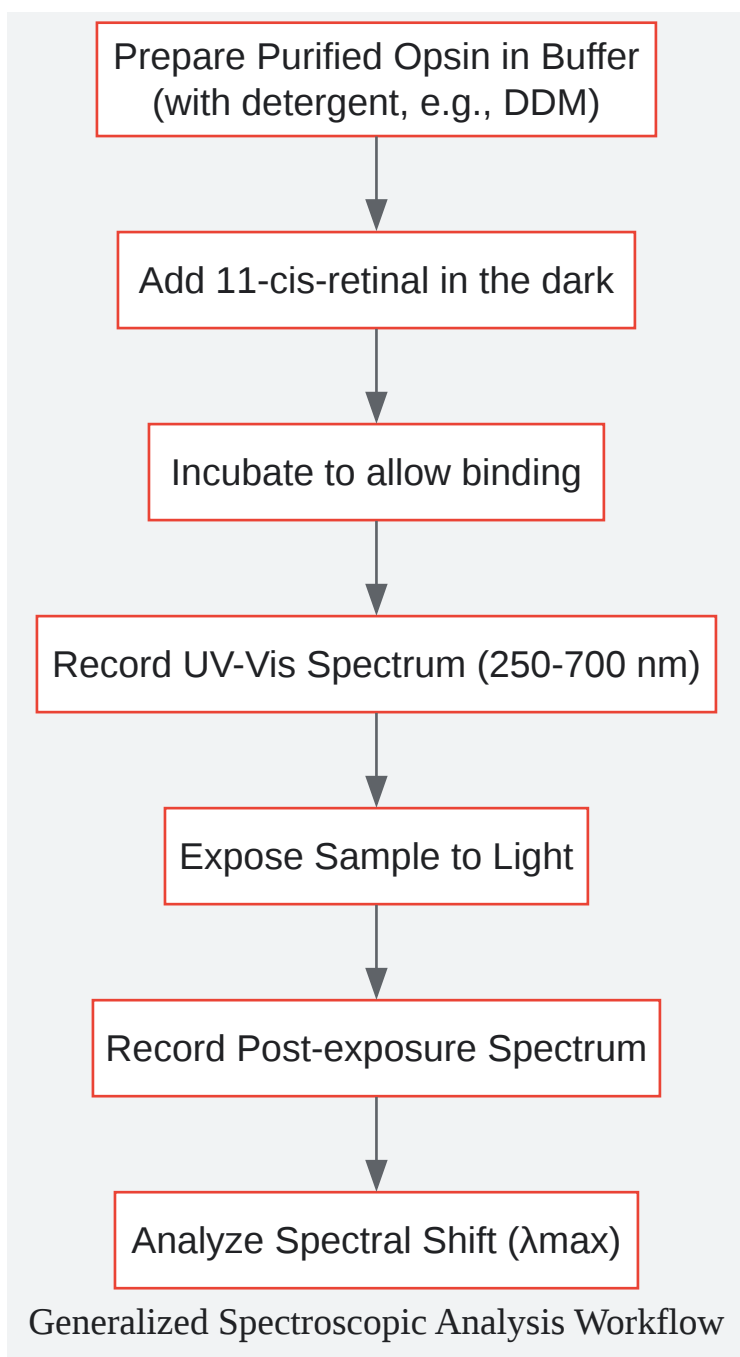 Prepare Purified Opsin in Buffer
(with detergent, e.g., DDM)
Add 11-cis-retinal in the dark
Incubate to allow binding
Record UV-Vis Spectrum (250-700 nm)
Expose Sample to Light
Record Post-exposure Spectrum
Analyze Spectral Shift (λmax)
Generalized Spectroscopic Analysis Workflow